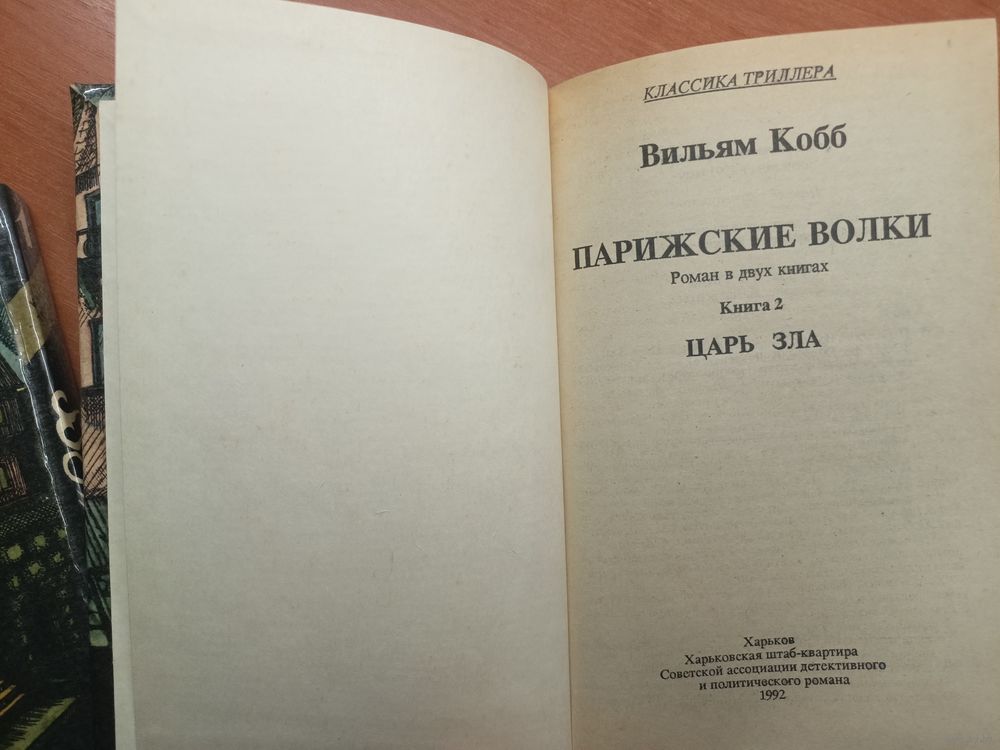 КЛАССИКА ТРИЛЛЕРА
Вильям Кобб
ПАРИЖСКИЕ ВОЛКИ
Роман в двух книгах
Книга 2
ЦАРЬ ЗЛА
Харьков
Харьковская штаб-квартира
Советской ассоциации детективного
и политического романа
1992